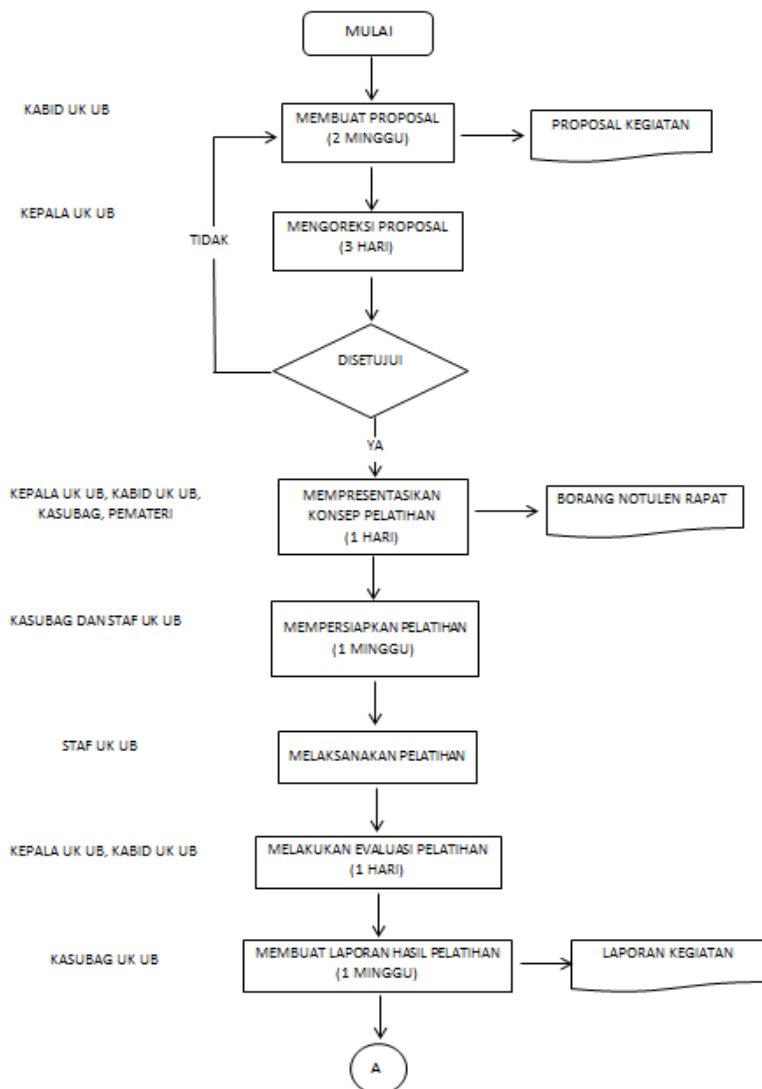 MULAI
KABID UK UB
MEMBUAT PROPOSAL
(2 MINGGU)
PROPOSAL KEGIATAN
KEPALA UK UB
MENGOREKSI PROPOSAL
(3 HARI)
TIDAK
DISETUJUI
YA
KEPALA UK UB, KABID UK UB,
KASUBAG, PEMATERI
MEMPRESENTASIKAN
KONSEP PELATIHAN
(1 HARI)
BORANG NOTULEN RAPAT
KASUBAG DAN STAF UK UB
MEMPERSIAPKAN PELATIHAN
(1 MINGGU)
STAF UK UB
MELAKSANAKAN PELATIHAN
KEPALA UK UB, KABID UK UB
MELAKUKAN EVALUASI PELATIHAN
(1 HARI)
KASUBAG UK UB
MEMBUAT LAPORAN HASIL PELATIHAN
(1 MINGGU)
LAPORAN KEGIATAN
A